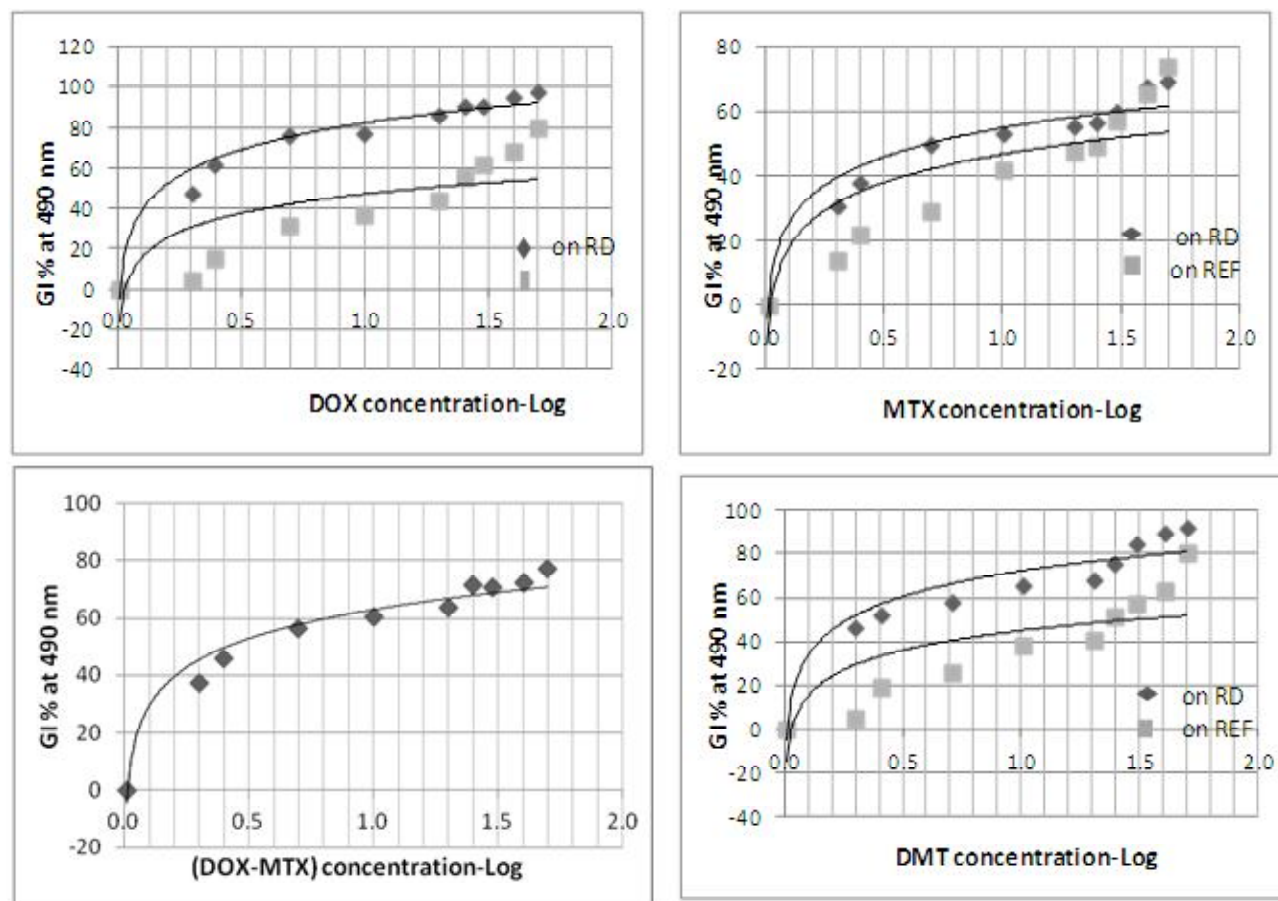 120
100
80
60
40
20
0
-20
-40
GI % at 490 nm
0.0 0.5 1.0 1.5 2.0
on RD
DOX concentration-Log
80
60
40
20
0
-20
GI % at 490 nm
0.0 0.5 1.0 1.5 2.0
on RD
on REF
MTX concentration-Log
100
80
60
40
20
0
-20
GI % at 490 nm
0.0 0.5 1.0 1.5 2.0
(DOX-MTX) concentration-Log
100
80
60
40
20
0
-20
-40
GI % at 490 nm
0.0 0.5 1.0 1.5 2.0
on RD
on REF
DMT concentration-Log